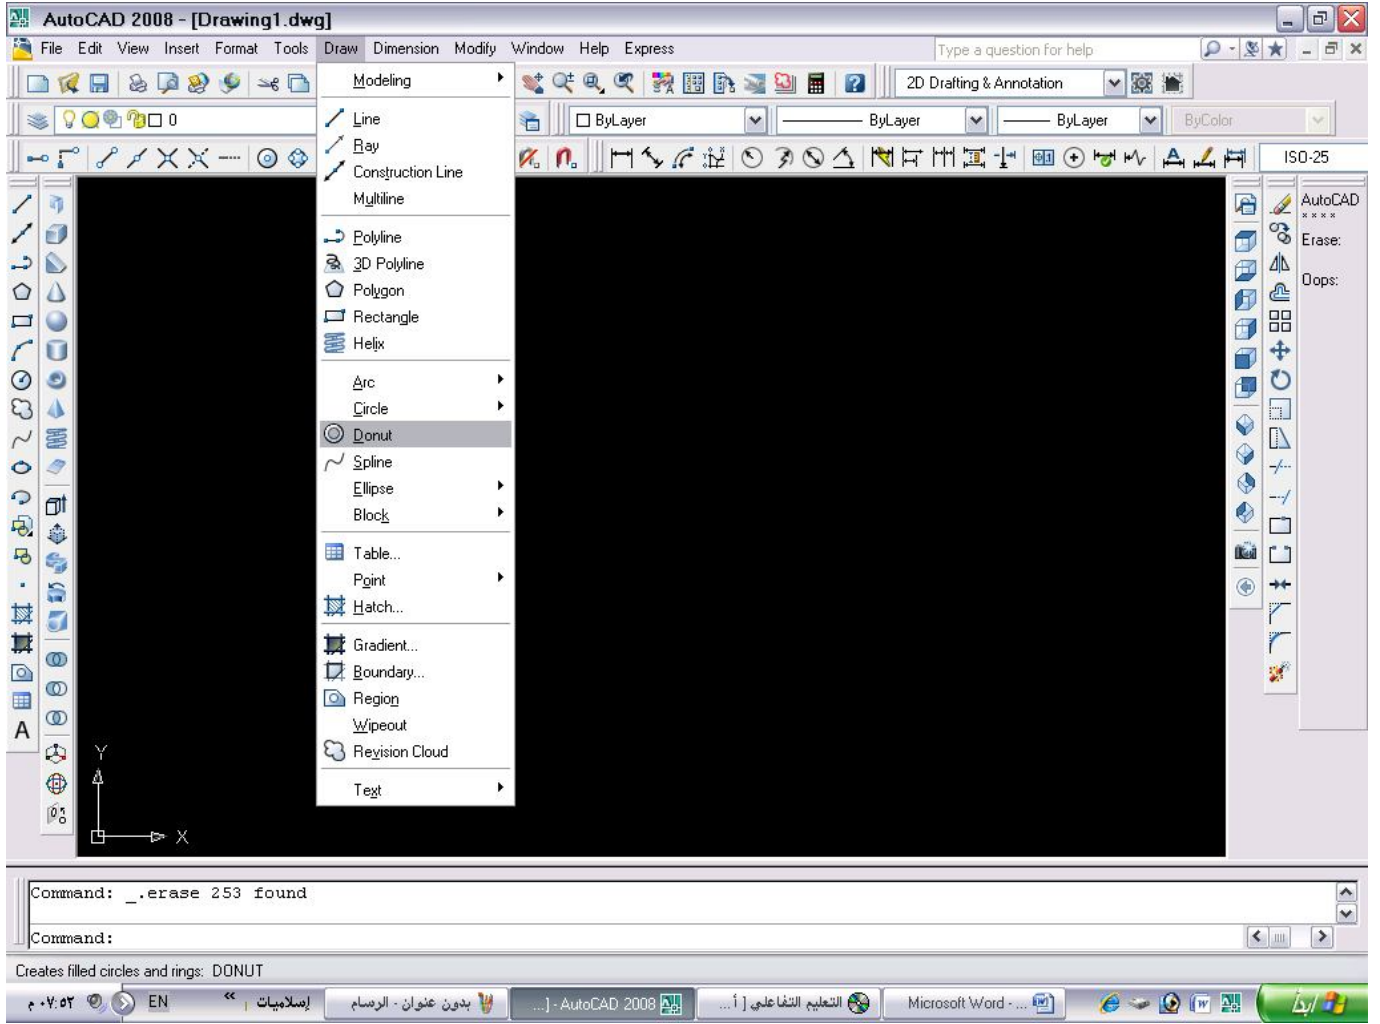 AutoCAD 2008 - [Drawing1.dwg]
File Edit View Insert Format Tools Draw Dimension Modify Window Help Express
Type a question for help
2D Drafting & Annotation
0
ByLayer
ByLayer
ByLayer
ByColor
ISO-25
Modeling
Line
Ray
Construction Line
Multiline
Polyline
3D Polyline
Polygon
Rectangle
Helix
Arc
Circle
Donut
Spline
Ellipse
Block
Table...
Point
Hatch...
Gradient...
Boundary...
Region
Wipeout
Revision Cloud
Text
AutoCAD
* * * *
Erase:
Oops:
A
Y
X
Command: _.erase 253 found
Command:
Creates filled circles and rings: DONUT
ابدأ
Microsoft Word - ...
التعليم التفاعلي [ أ...
AutoCAD 2008 - [...
بدون عنوان - الرسام
إسلاميات
»
EN
٠٧:٥٢ م